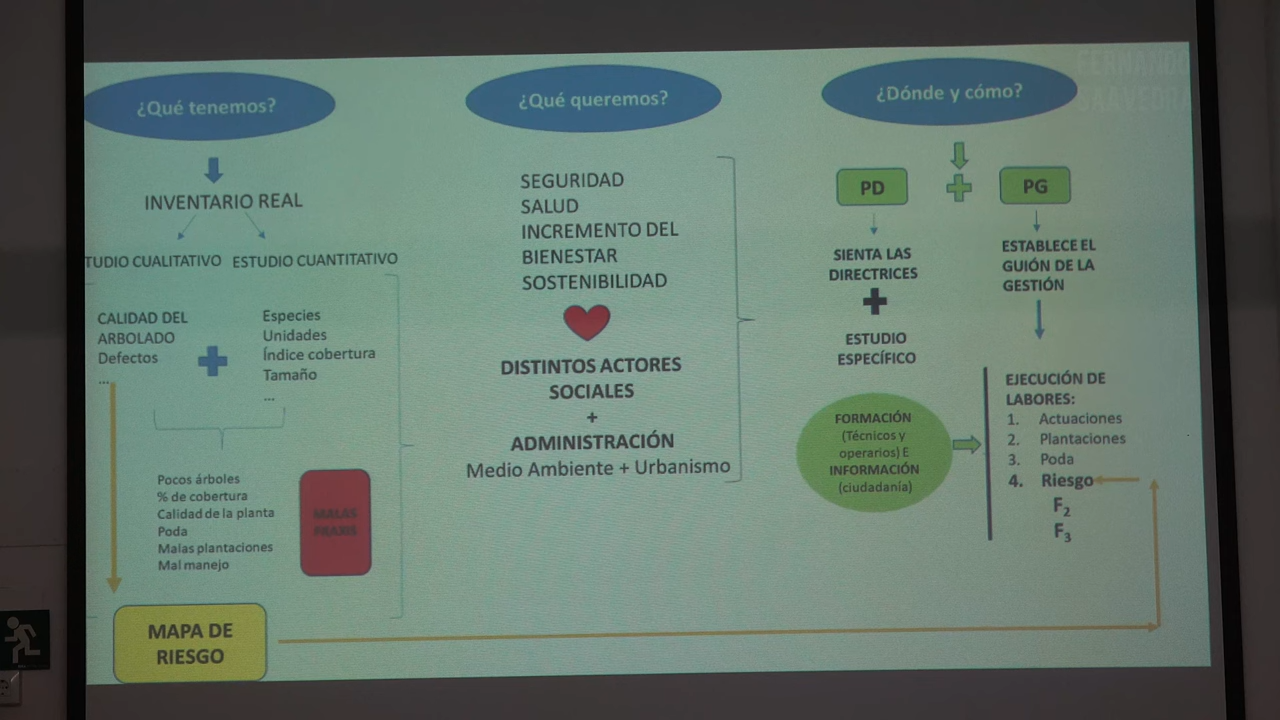 ¿Qué tenemos?
INVENTARIO REAL
TUDIO CUALITATIVO
ESTUDIO CUANTITATIVO
CALIDAD DEL
ARBOLADO
Defectos
...
Especies
Unidades
Índice cobertura
Tamaño
...
Pocos árboles
% de cobertura
Calidad de la planta
Poda
Malas plantaciones
Mal manejo
MALAS
PRAXIS
MAPA DE
RIESGO
¿Qué queremos?
SEGURIDAD
SALUD
INCREMENTO DEL
BIENESTAR
SOSTENIBILIDAD
DISTINTOS ACTORES
SOCIALES
+
ADMINISTRACIÓN
Medio Ambiente + Urbanismo
¿Dónde y cómo?
FERNANDO
SAAVEDRA
PD
SIENTA LAS
DIRECTRICES
ESTUDIO
ESPECÍFICO
FORMACIÓN
(Técnicos y
operarios) E
INFORMACIÓN
(ciudadanía)
PG
ESTABLECE EL
GUIÓN DE LA
GESTIÓN
EJECUCIÓN DE
LABORES:
1. Actuaciones
2. Plantaciones
3. Poda
4. Riesgo
F2
F3